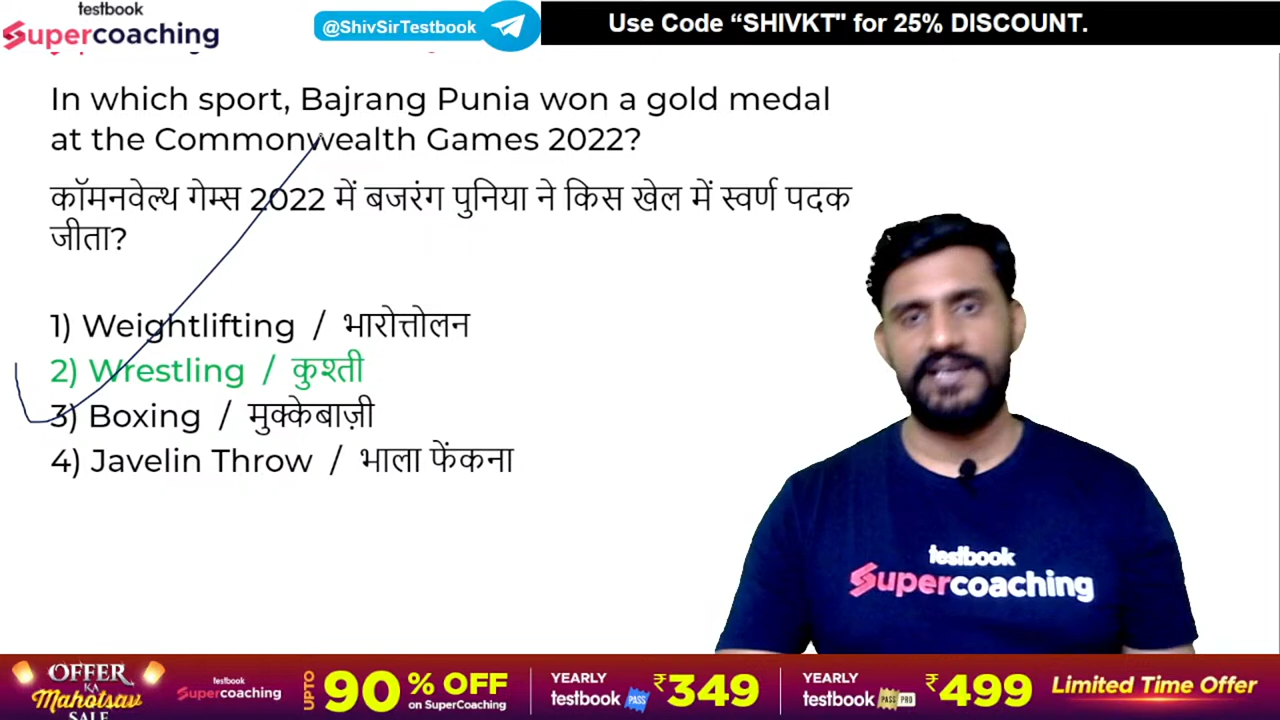 testbook
Supercoaching
@ShivSirTestbook
Use Code “SHIVKT" for 25% DISCOUNT.
In which sport, Bajrang Punia won a gold medal
at the Commonwealth Games 2022?
कॉमनवेल्थ गेम्स 2022 में बजरंग पुनिया ने किस खेल में स्वर्ण पदक
जीता?
1) Weightlifting / भारोत्तोलन
2) Wrestling / कुश्ती
3) Boxing / मुक्केबाज़ी
4) Javelin Throw / भाला फेंकना
testbook
Supercoaching
OFFER
KA
Mahotsav
SALE
testbook
Supercoaching
UPTO
90% OFF
on SuperCoaching
YEARLY
testbook PASS
₹349
YEARLY
testbook PASS PRO
₹499
Limited Time Offer